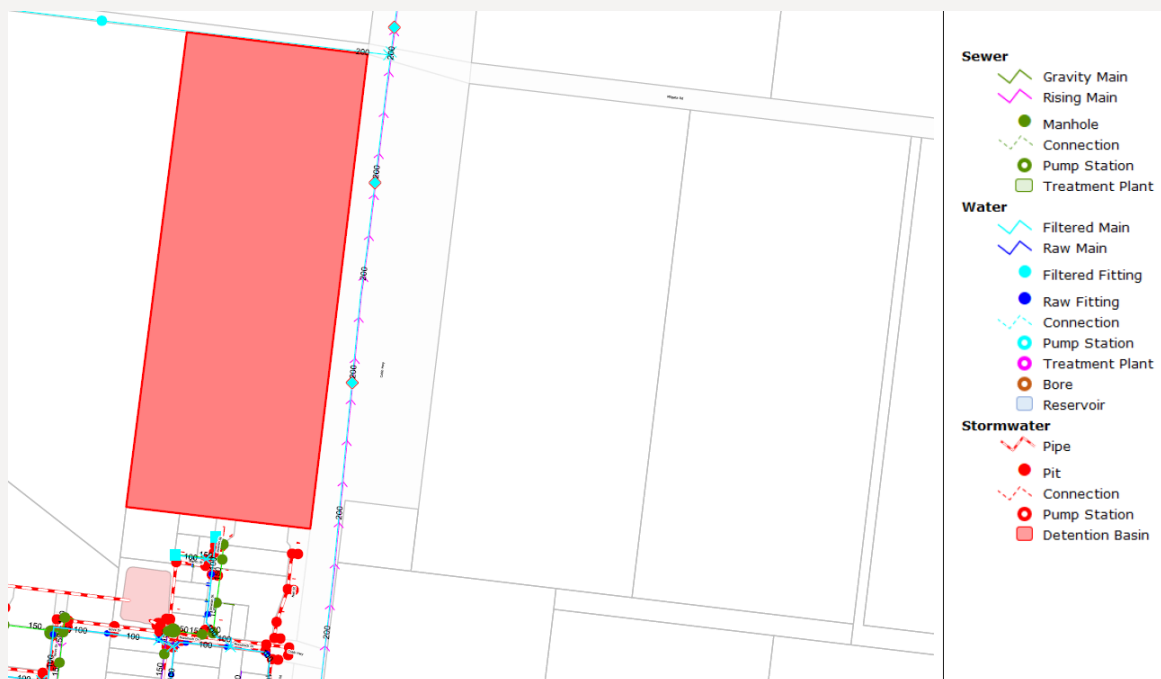 200
200
200
200
200
200
200
100
150
100
100
100
150
150
Sewer
Gravity Main
Rising Main
Manhole
Connection
Pump Station
Treatment Plant
Water
Filtered Main
Raw Main
Filtered Fitting
Raw Fitting
Connection
Pump Station
Treatment Plant
Bore
Reservoir
Stormwater
Pipe
Pit
Connection
Pump Station
Detention Basin